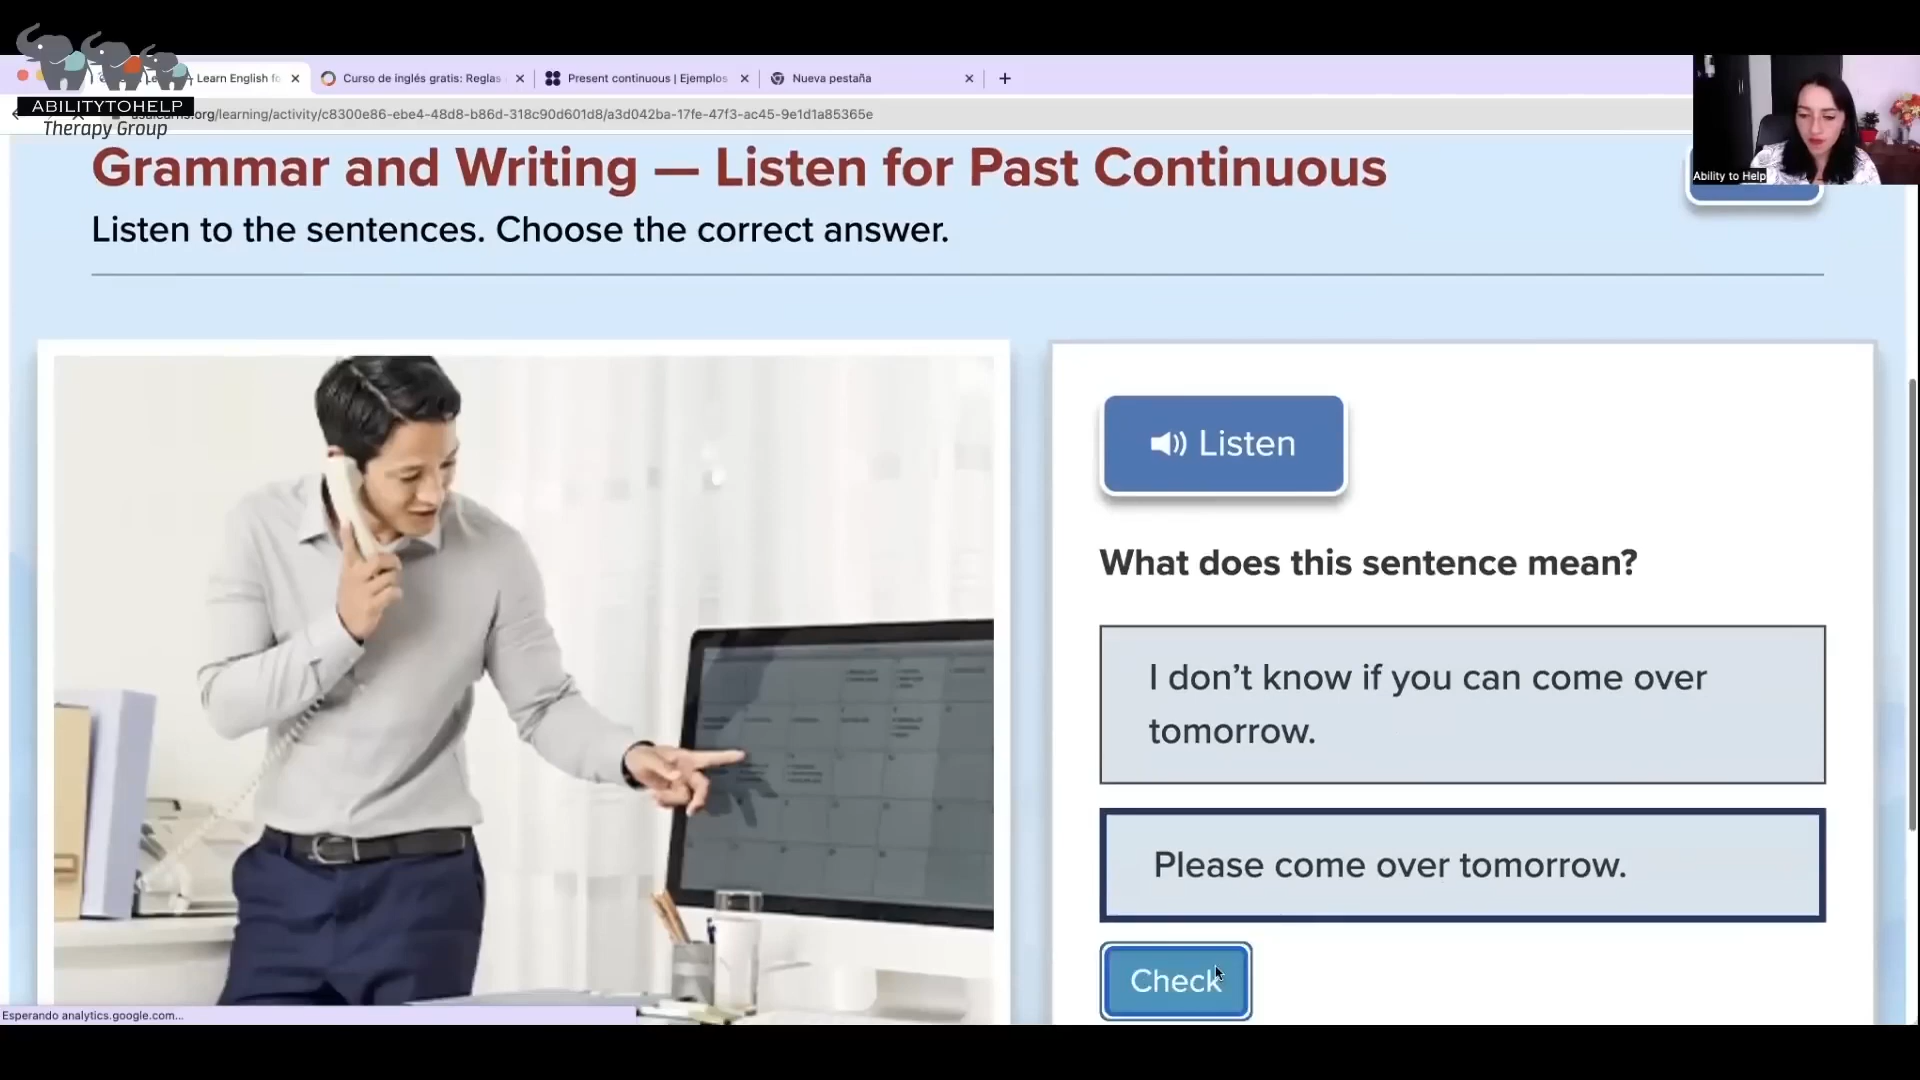 Learn English fo
Curso de inglés gratis: Reglas
Present continuous | Ejemplos
Nueva pestaña
ABILITYTOHELP
Therapy Group
.org/learning/activity/c8300e86-ebe4-48d8-b86d-318c90d601d8/a3d042ba-17fe-47f3-ac45-9e1d1a85365e
Ability to Help
Grammar and Writing — Listen for Past Continuous
Listen to the sentences. Choose the correct answer.
Listen
What does this sentence mean?
I don’t know if you can come over
tomorrow.
Please come over tomorrow.
Check
Esperando analytics.google.com...